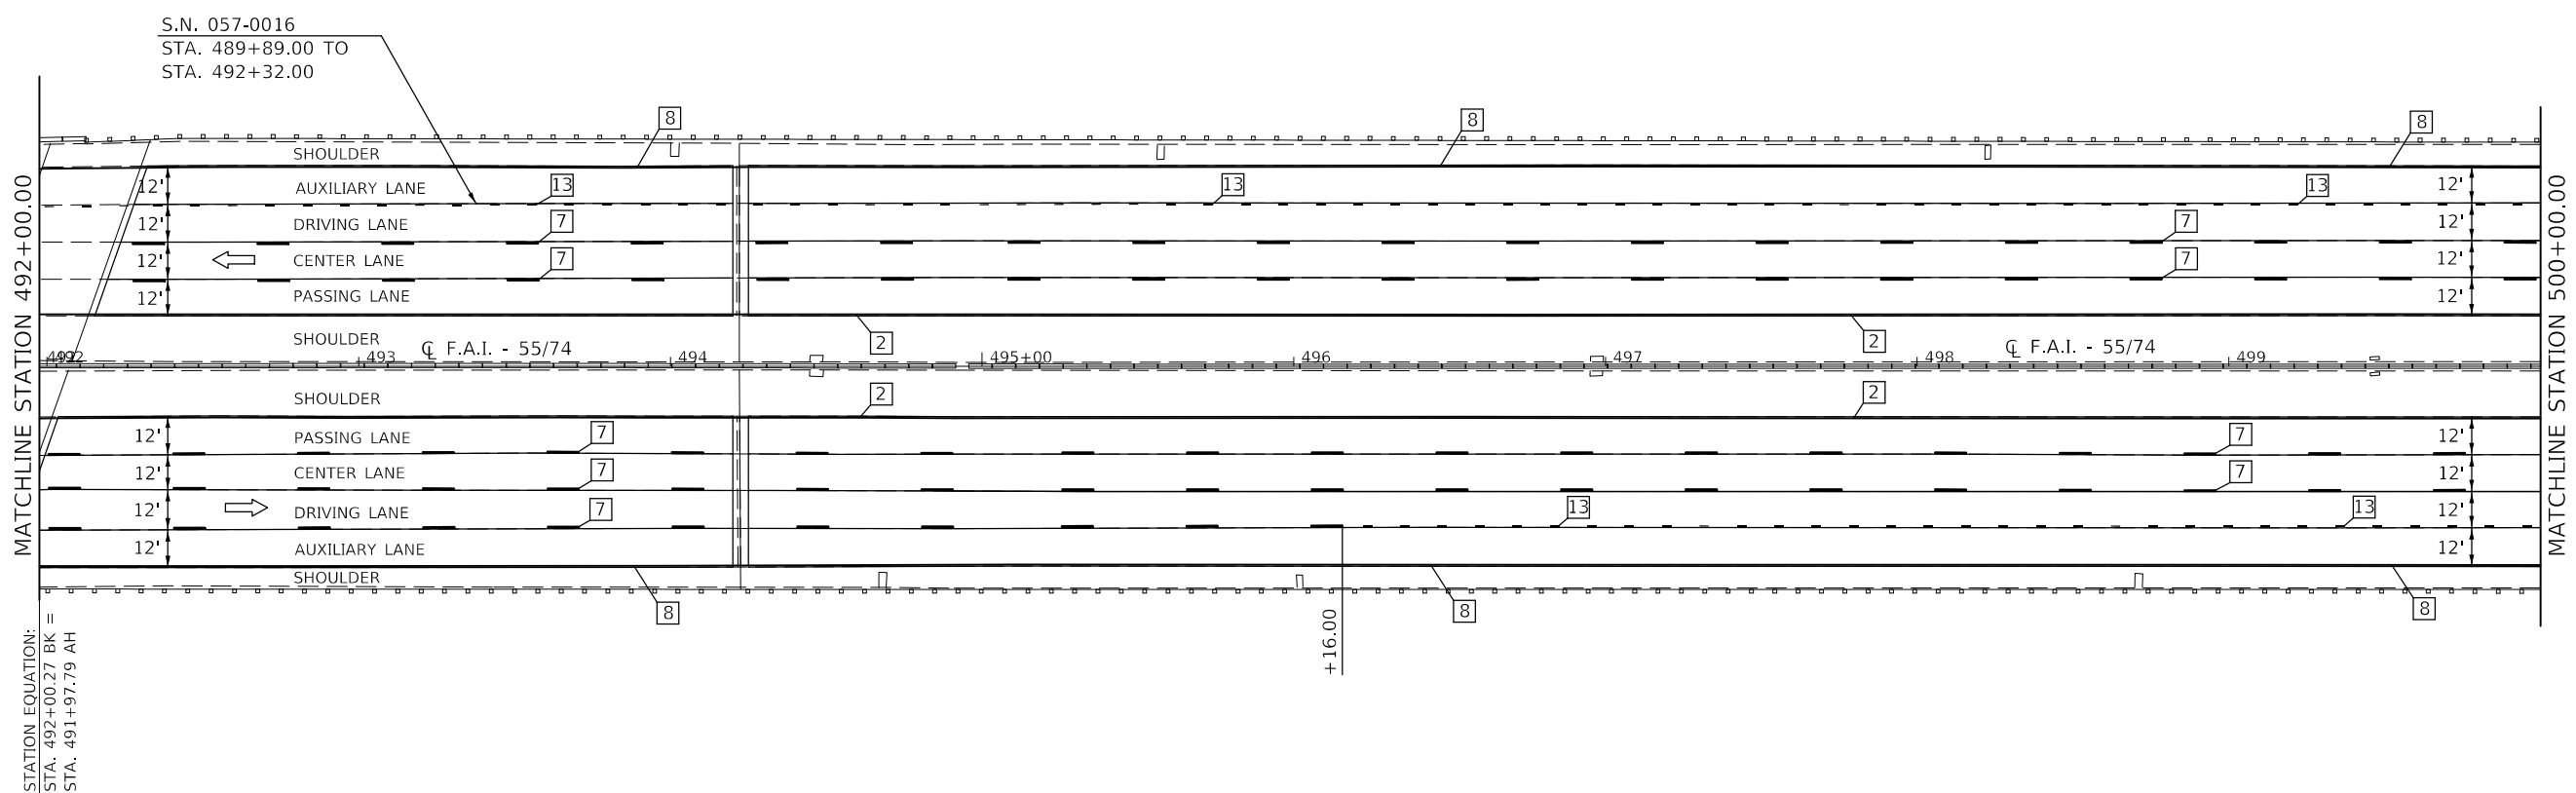 S.N. 057-0016
STA. 489+89.00 TO
STA. 492+32.00
MATCHLINE STATION 492+00.00
MATCHLINE STATION 500+00.00
8 8 8
SHOULDER
12' AUXILIARY LANE 13 13 13 12'
12' DRIVING LANE 7 7 12'
12' CENTER LANE 7 7 12'
12' PASSING LANE 12'
SHOULDER 2 2
℄ F.A.I. - 55/74 ℄ F.A.I. - 55/74
492 493 494 495+00 496 497 498 499
SHOULDER 2 2
12' PASSING LANE 7 7 12'
12' CENTER LANE 7 7 12'
12' DRIVING LANE 7 13 13 12'
12' AUXILIARY LANE 12'
SHOULDER
8 8 8
+16.00
STATION EQUATION:
STA. 492+00.27 BK =
STA. 491+97.79 AH